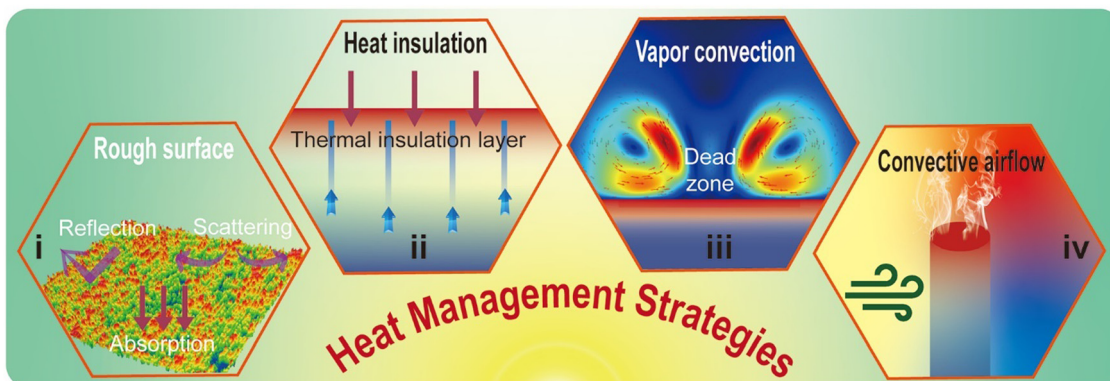 Rough surface
Reflection
Scattering
i
Absorption
Heat insulation
Thermal insulation layer
ii
Vapor convection
Dead
zone
iii
Convective airflow
iv
Heat Management Strategies